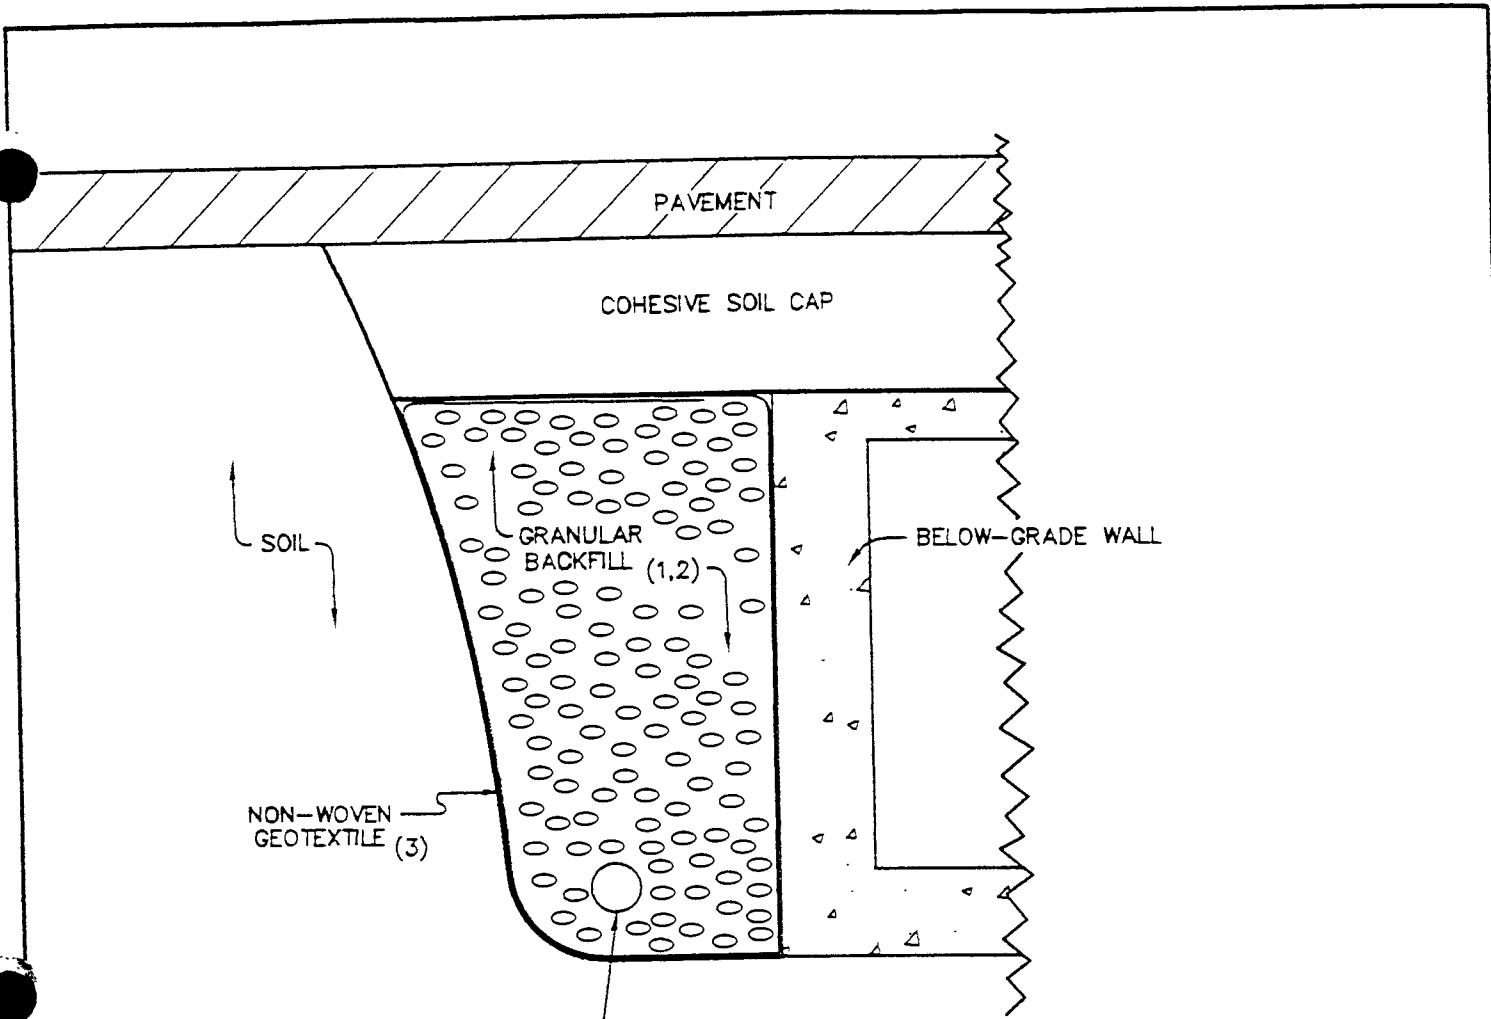 PAVEMENT
COHESIVE SOIL CAP
SOIL
GRANULAR
BACKFILL (1,2)
BELOW-GRADE WALL
NON-WOVEN
GEOTEXTILE (3)